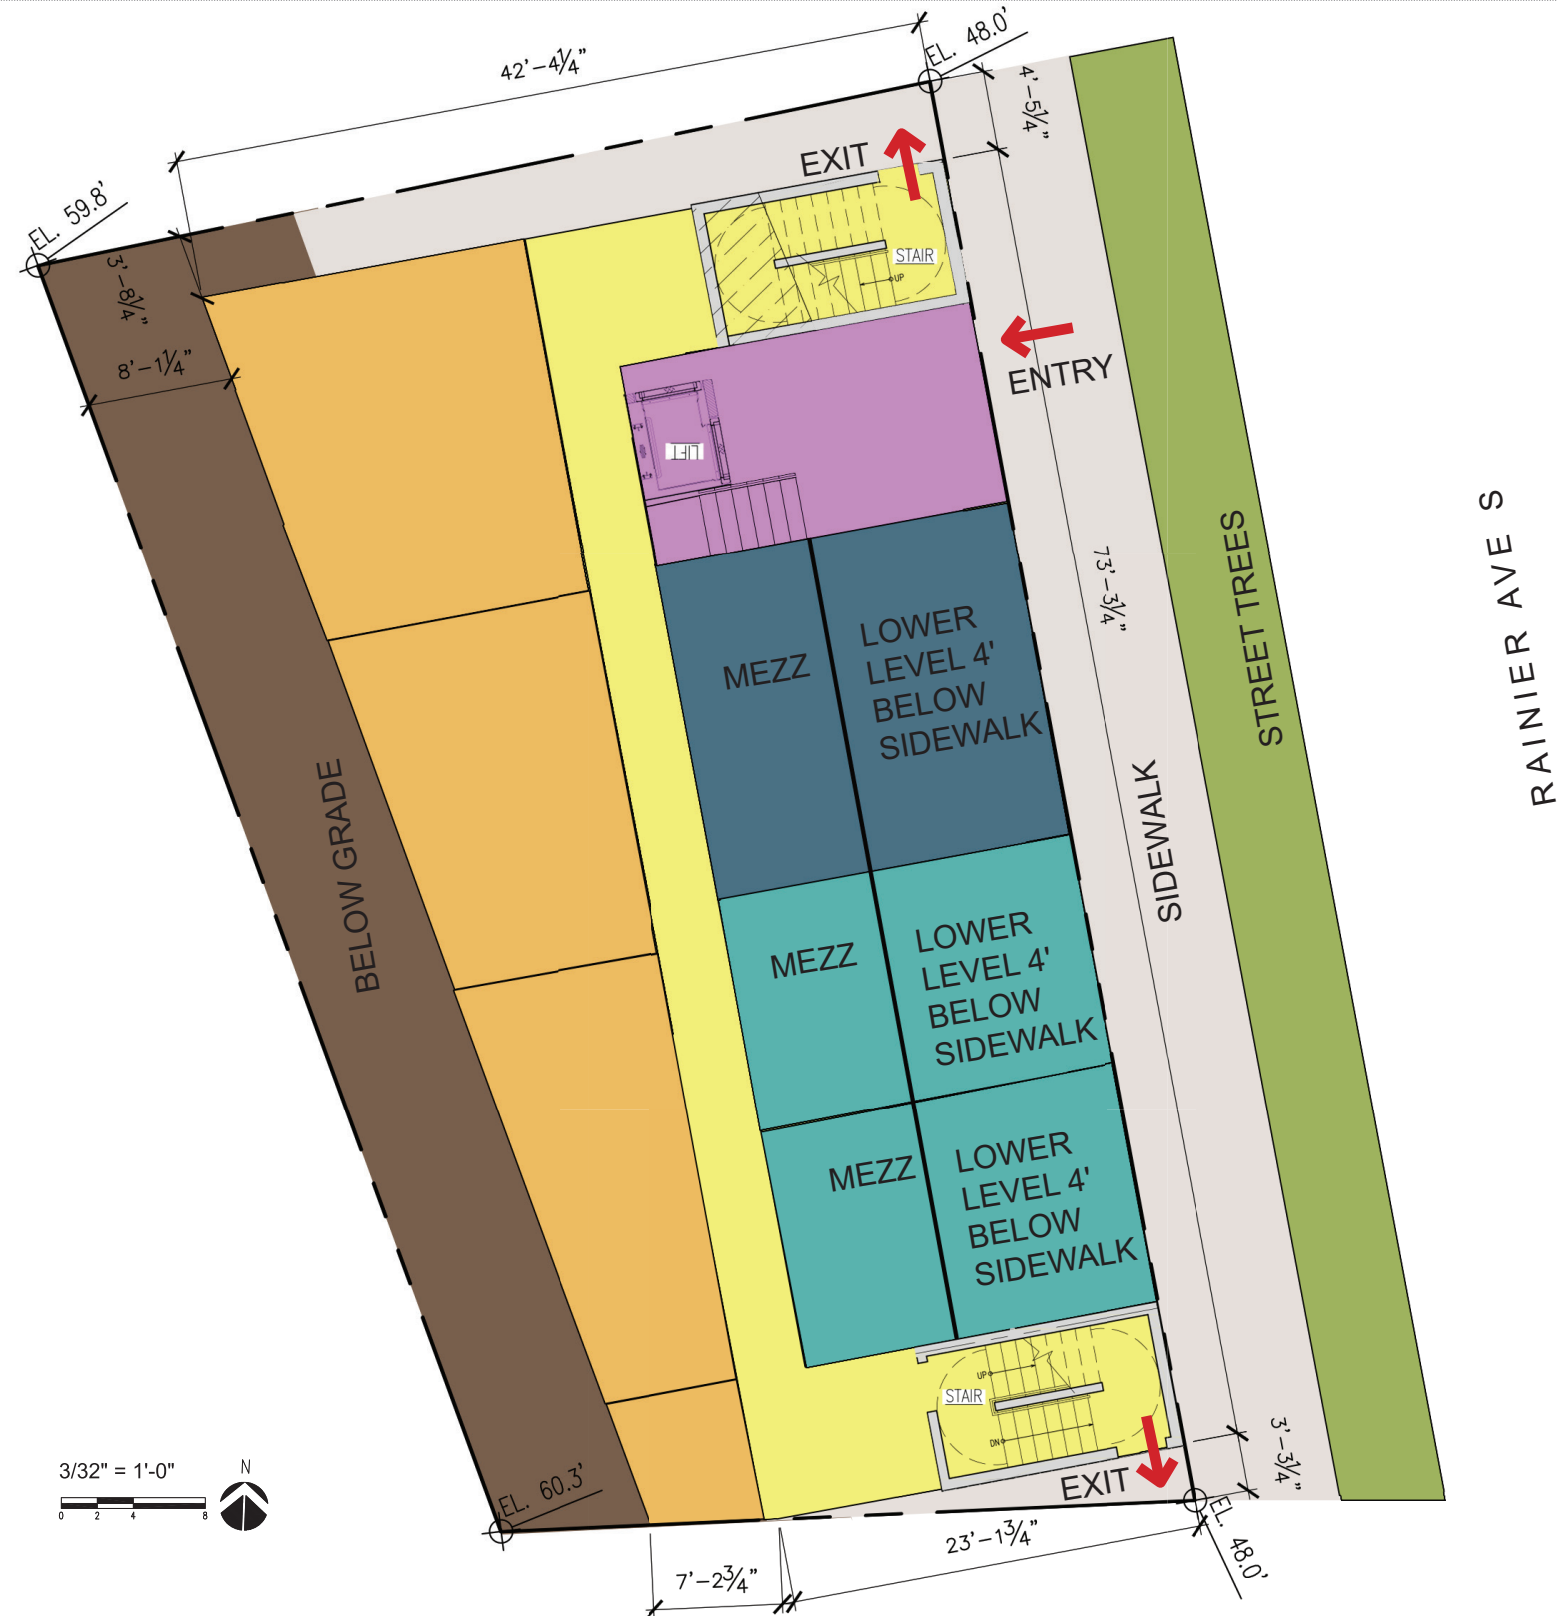 42'-4¼"
EL. 48.0'
4'-5¼"
EXIT
EL. 59.8'
3'-8¼"
8'-1¼"
STAIR
UP
ENTRY
LIFT
73'-3¼"
RAINIER AVE S
STREET TREES
SIDEWALK
BELOW GRADE
MEZZ
LOWER
LEVEL 4'
BELOW
SIDEWALK
MEZZ
LOWER
LEVEL 4'
BELOW
SIDEWALK
MEZZ
LOWER
LEVEL 4'
BELOW
SIDEWALK
UP
STAIR
DN
EXIT
3'-3¼"
EL. 48.0'
23'-1¾"
7'-2¾"
EL. 60.3'
3/32" = 1'-0"
N
0 2 4 8